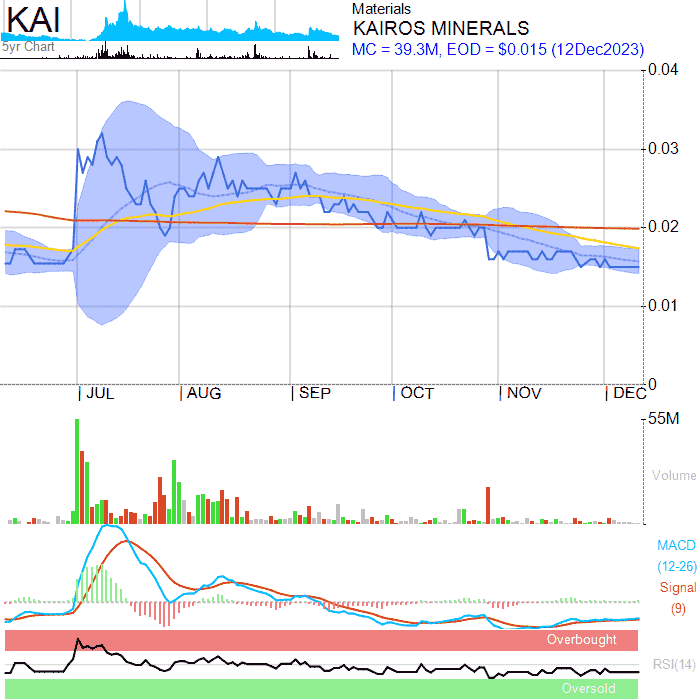 KAI
5yr Chart
Materials
KAIROS MINERALS
MC = 39.3M, EOD = $0.015 (12Dec2023)
0.04
0.03
0.02
0.01
0
JUL AUG SEP OCT NOV DEC
55M
Volume
MACD
(12-26)
Signal
(9)
Overbought
RSI(14)
Oversold